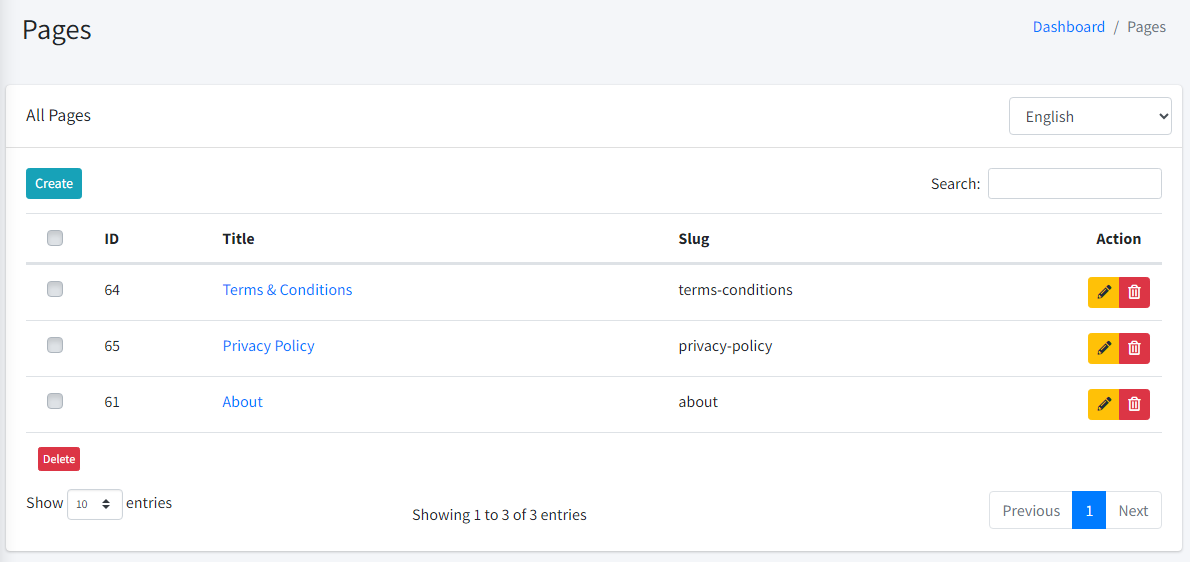 Pages
Dashboard / Pages
All Pages
English
Create
Search:
ID Title Slug Action
64 Terms & Conditions terms-conditions
65 Privacy Policy privacy-policy
61 About about
Delete
Show 10 entries
Showing 1 to 3 of 3 entries
Previous 1 Next